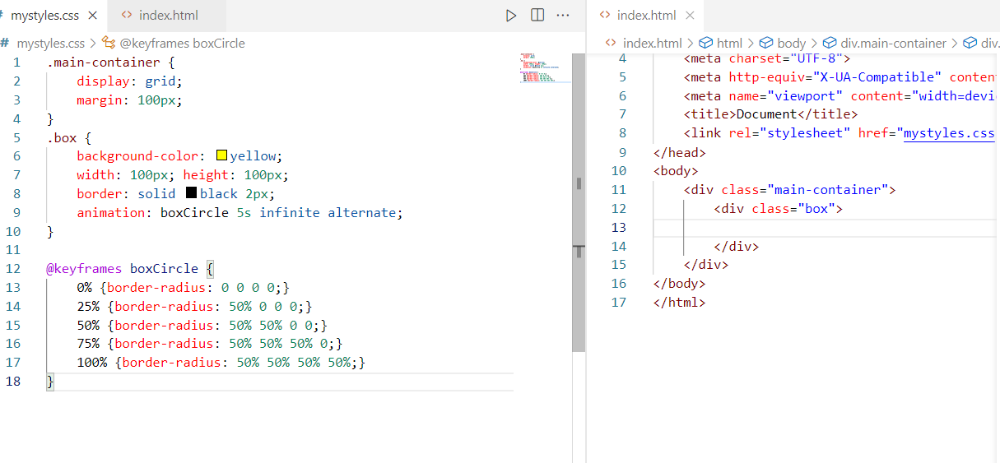 mystyles.css
index.html
# mystyles.css > @keyframes boxCircle
1 .main-container {
2 display: grid;
3 margin: 100px;
4 }
5 .box {
6 background-color: yellow;
7 width: 100px; height: 100px;
8 border: solid black 2px;
9 animation: boxCircle 5s infinite alternate;
10 }
11
12 @keyframes boxCircle {
13 0% {border-radius: 0 0 0 0;}
14 25% {border-radius: 50% 0 0 0;}
15 50% {border-radius: 50% 50% 0 0;}
16 75% {border-radius: 50% 50% 50% 0;}
17 100% {border-radius: 50% 50% 50% 50%;}
18 }
index.html
index.html > html > body > div.main-container > div.
4 <meta charset="UTF-8">
5 <meta http-equiv="X-UA-Compatible" conten
6 <meta name="viewport" content="width=devi
7 <title>Document</title>
8 <link rel="stylesheet" href="mystyles.css
9 </head>
10 <body>
11 <div class="main-container">
12 <div class="box">
13
14 </div>
15 </div>
16 </body>
17 </html>